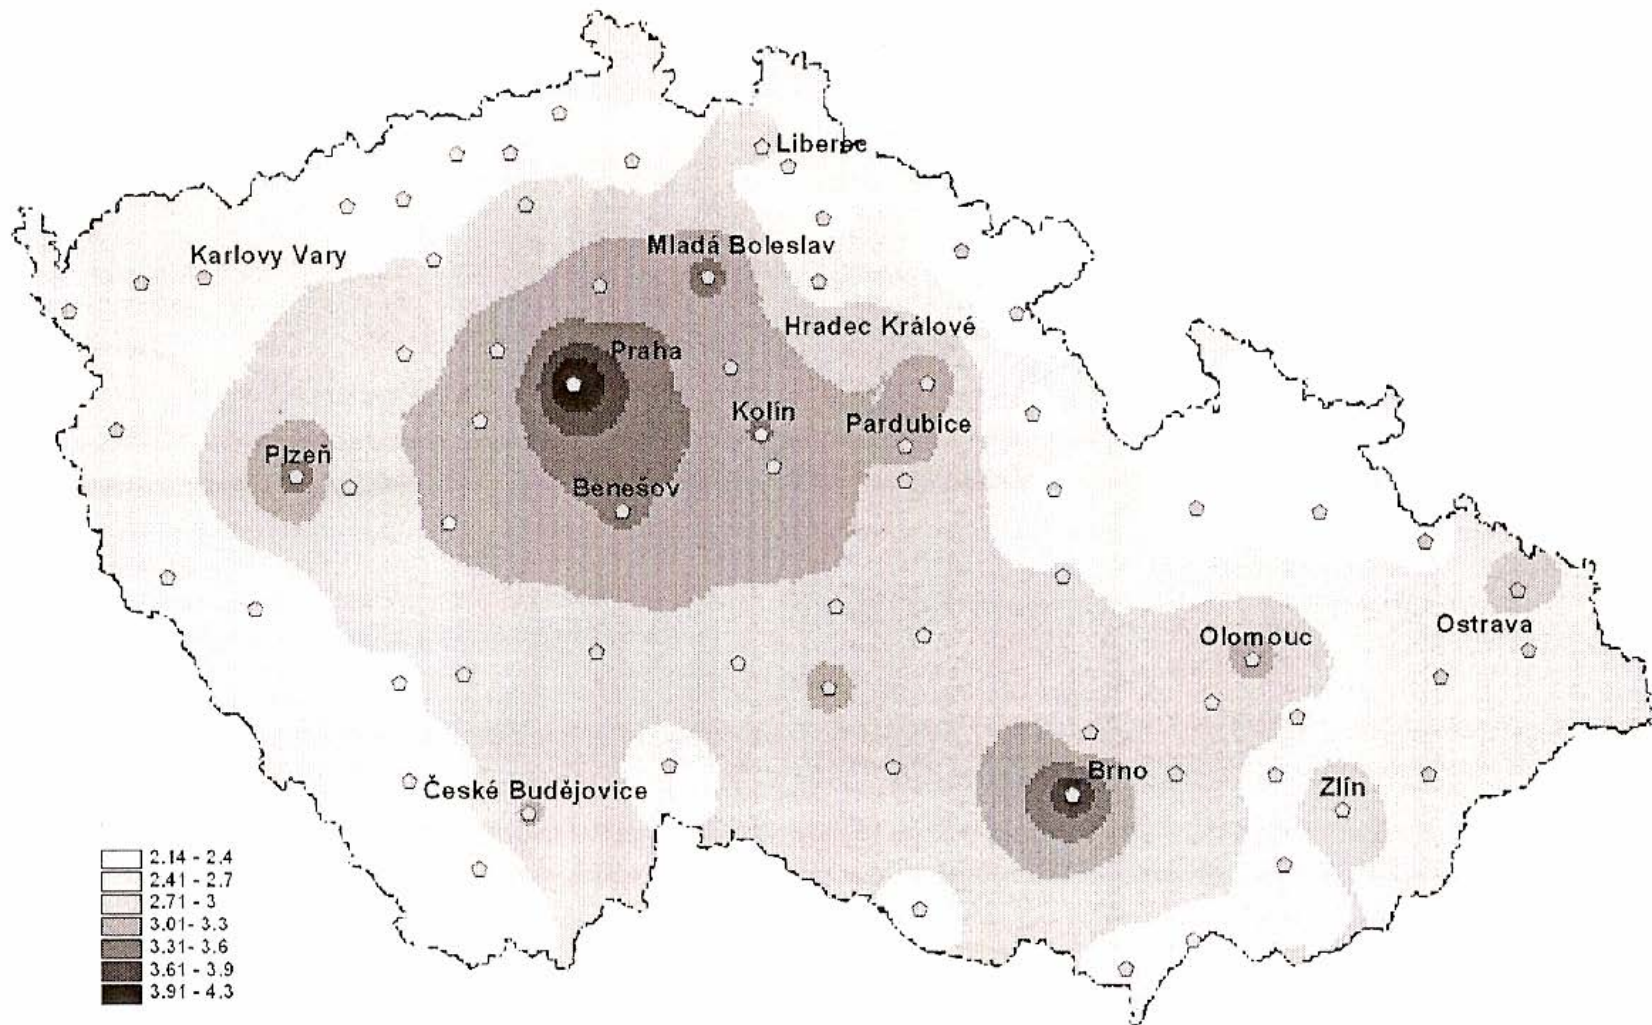 Liberec
Karlovy Vary
Mladá Boleslav
Hradec Králové
Praha
Kolín
Pardubice
Plzeň
Benešov
Ostrava
Olomouc
Brno
České Budějovice
Zlín
2.14 - 2.4
2.41 - 2.7
2.71 - 3
3.01- 3.3
3.31- 3.6
3.61 - 3.9
3.91 - 4.3